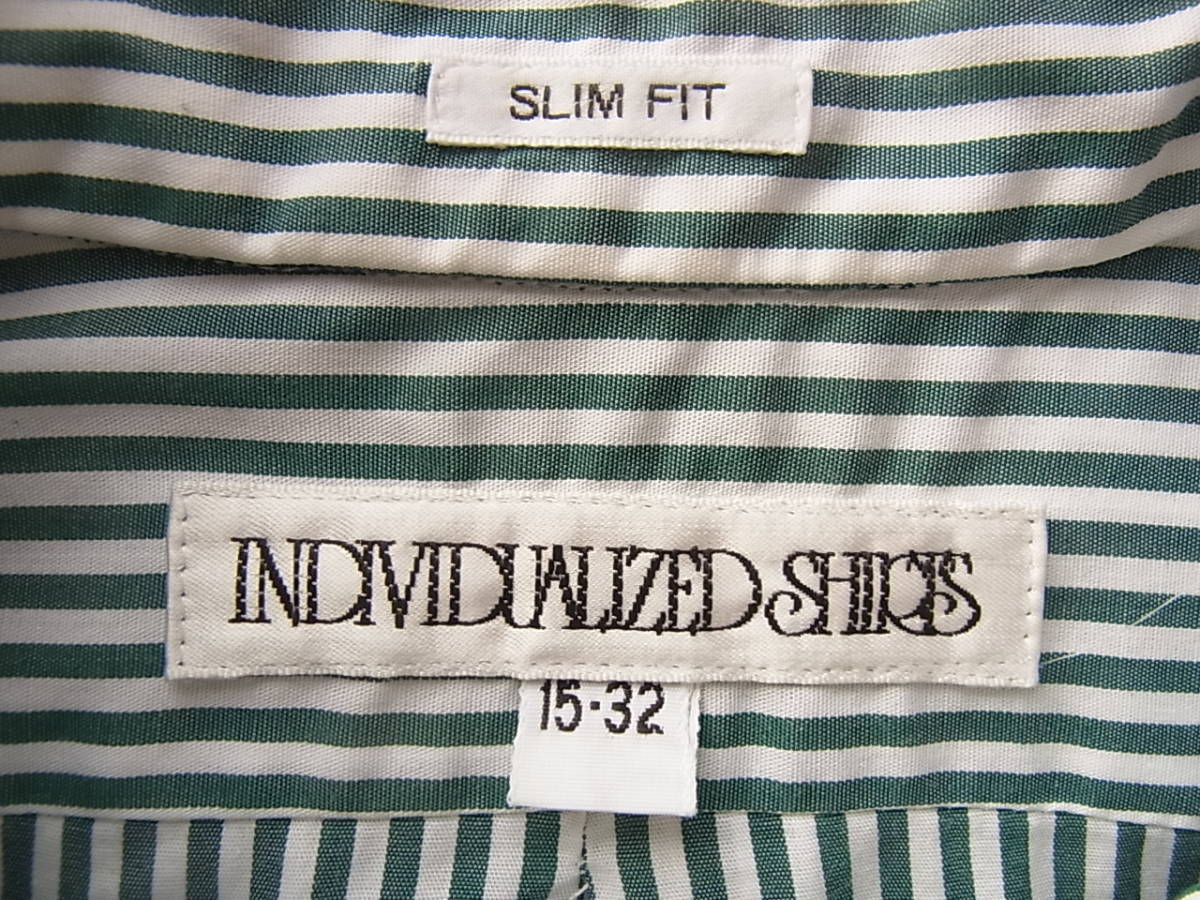 SLIM FIT
INDIVIDUALIZED SHIRTS
15-32